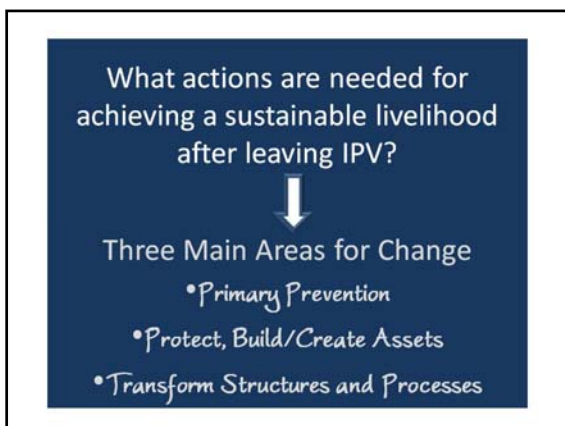 What actions are needed for
achieving a sustainable livelihood
after leaving IPV?
Three Main Areas for Change
•Primary Prevention
•Protect, Build/Create Assets
•Transform Structures and Processes